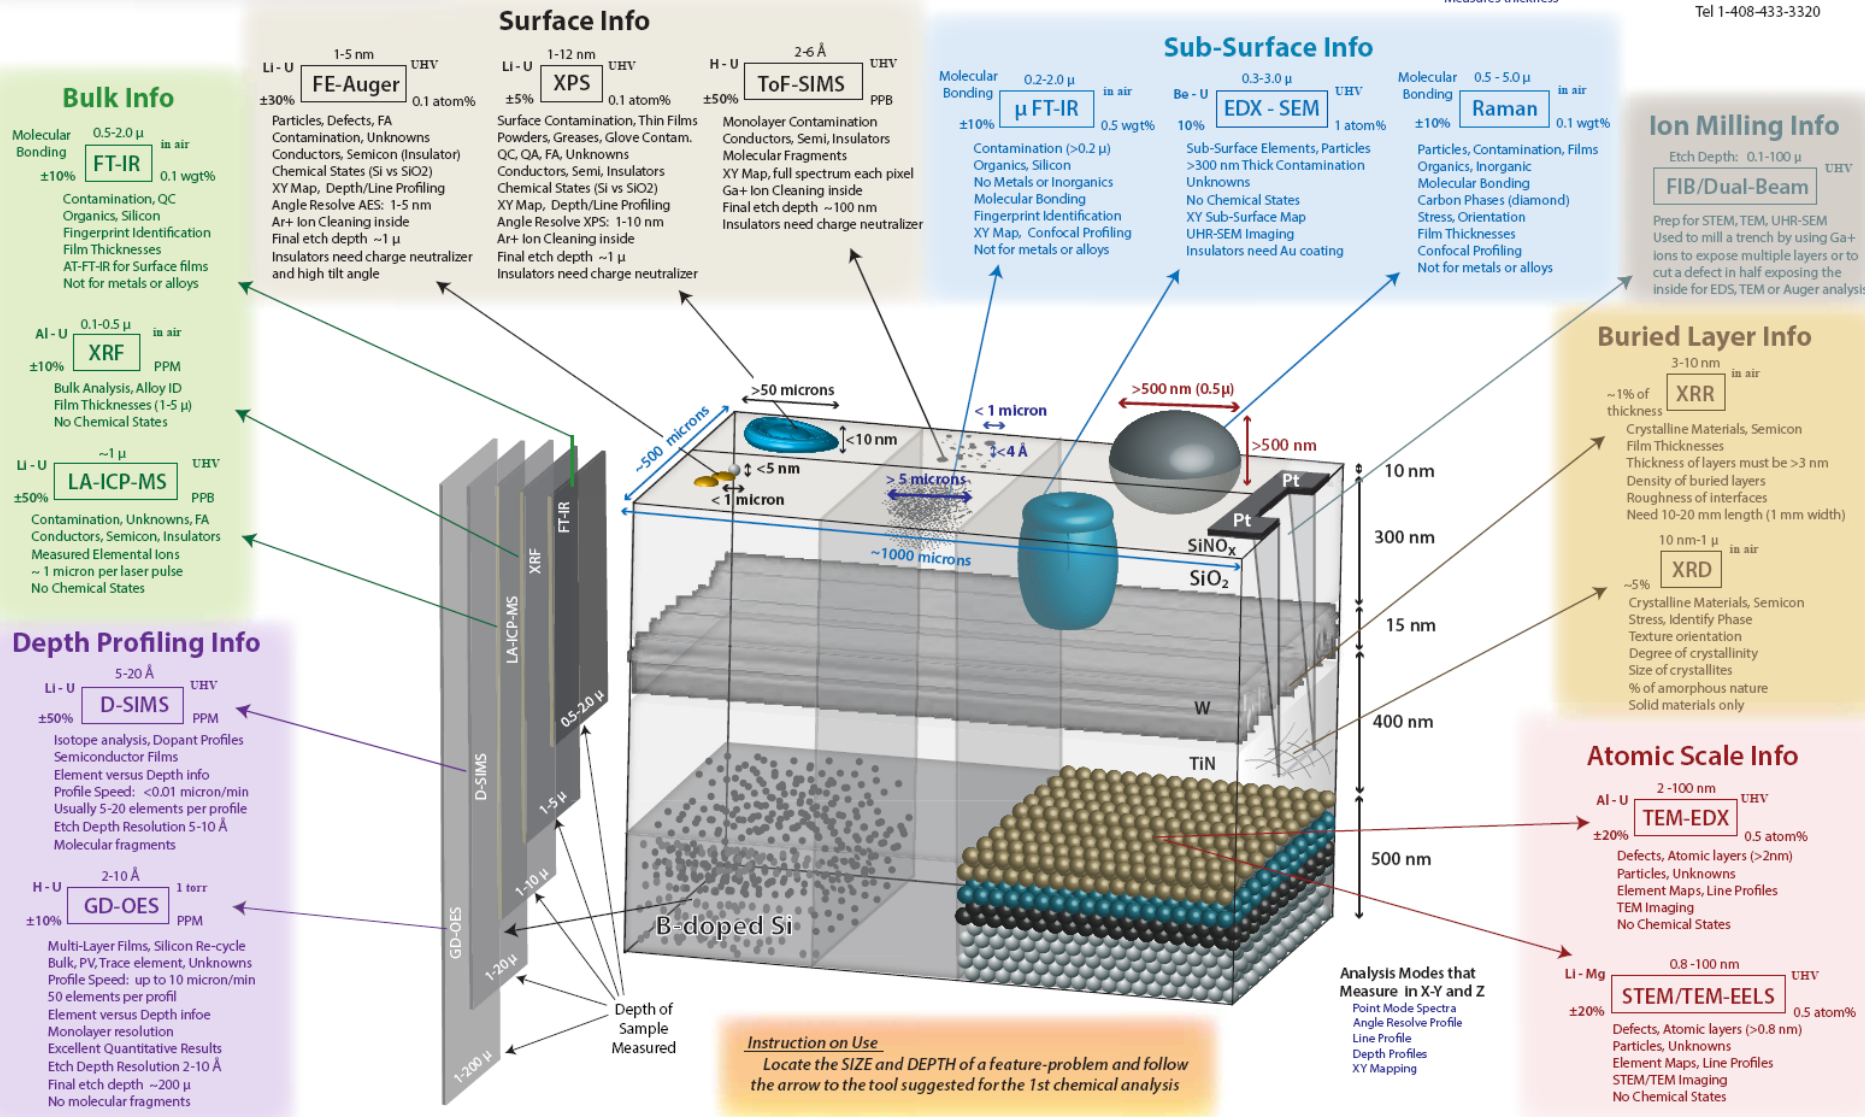 Tel 1-408-433-3320
Surface Info
1-5 nm
Li - U
FE-Auger
UHV
±30%
0.1 atom%
Particles, Defects, FA
Contamination, Unknowns
Conductors, Semicon (Insulator)
Chemical States (Si vs SiO2)
XY Map, Depth/Line Profiling
Angle Resolve AES: 1-5 nm
Ar+ Ion Cleaning inside
Final etch depth ~1 µ
Insulators need charge neutralizer
and high tilt angle
1-12 nm
Li - U
XPS
UHV
±5%
0.1 atom%
Surface Contamination, Thin Films
Powders, Greases, Glove Contam.
QC, QA, FA, Unknowns
Conductors, Semi, Insulators
Chemical States (Si vs SiO2)
XY Map, Depth/Line Profiling
Angle Resolve XPS: 1-10 nm
Ar+ Ion Cleaning inside
Final etch depth ~1 µ
Insulators need charge neutralizer
2-6 Å
H - U
ToF-SIMS
UHV
±50%
PPB
Monolayer Contamination
Conductors, Semi, Insulators
Molecular Fragments
XY Map, full spectrum each pixel
Ga+ Ion Cleaning inside
Final etch depth ~100 nm
Insulators need charge neutralizer
Sub-Surface Info
Molecular
Bonding
0.2-2.0 µ
µ FT-IR
in air
±10%
0.5 wgt%
Contamination (>0.2 µ)
Organics, Silicon
No Metals or Inorganics
Molecular Bonding
Fingerprint Identification
XY Map, Confocal Profiling
Not for metals or alloys
0.3-3.0 µ
Be - U
EDX - SEM
UHV
10%
1 atom%
Sub-Surface Elements, Particles
>300 nm Thick Contamination
Unknowns
No Chemical States
XY Sub-Surface Map
UHR-SEM Imaging
Insulators need Au coating
Molecular
Bonding
0.5 - 5.0 µ
Raman
in air
±10%
0.1 wgt%
Particles, Contamination, Films
Organics, Inorganic
Molecular Bonding
Carbon Phases (diamond)
Stress, Orientation
Film Thicknesses
Confocal Profiling
Not for metals or alloys
Ion Milling Info
Etch Depth: 0.1-100 µ
FIB/Dual-Beam
UHV
Prep for STEM, TEM, UHR-SEM
Used to mill a trench by using Ga+
ions to expose multiple layers or to
cut a defect in half exposing the
inside for EDS, TEM or Auger analysis
Bulk Info
Molecular
Bonding
0.5-2.0 µ
FT-IR
in air
±10%
0.1 wgt%
Contamination, QC
Organics, Silicon
Fingerprint Identification
Film Thicknesses
AT-FT-IR for Surface films
Not for metals or alloys
0.1-0.5 µ
Al - U
XRF
in air
±10%
PPM
Bulk Analysis, Alloy ID
Film Thicknesses (1-5 µ)
No Chemical States
~1 µ
Li - U
LA-ICP-MS
UHV
±50%
PPB
Contamination, Unknowns, FA
Conductors, Semicon, Insulators
Measured Elemental Ions
~ 1 micron per laser pulse
No Chemical States
Depth Profiling Info
5-20 Å
Li - U
D-SIMS
UHV
±50%
PPM
Isotope analysis, Dopant Profiles
Semiconductor Films
Element versus Depth info
Profile Speed: <0.01 micron/min
Usually 5-20 elements per profile
Etch Depth Resolution 5-10 Å
Molecular fragments
2-10 Å
H - U
GD-OES
1 torr
±10%
PPM
Multi-Layer Films, Silicon Re-cycle
Bulk, PV, Trace element, Unknowns
Profile Speed: up to 10 micron/min
50 elements per profil
Element versus Depth infoe
Monolayer resolution
Excellent Quantitative Results
Etch Depth Resolution 2-10 Å
Final etch depth ~200 µ
No molecular fragments
Buried Layer Info
3-10 nm
~1% of
thickness
XRR
in air
Crystalline Materials, Semicon
Film Thicknesses
Thickness of layers must be >3 nm
Density of buried layers
Roughness of interfaces
Need 10-20 mm length (1 mm width)
10 nm-1 µ
~5%
XRD
in air
Crystalline Materials, Semicon
Stress, Identify Phase
Texture orientation
Degree of crystallinity
Size of crystallites
% of amorphous nature
Solid materials only
Atomic Scale Info
2 -100 nm
Al - U
TEM-EDX
UHV
±20%
0.5 atom%
Defects, Atomic layers (>2nm)
Particles, Unknowns
Element Maps, Line Profiles
TEM Imaging
No Chemical States
0.8 -100 nm
Li - Mg
STEM/TEM-EELS
UHV
±20%
0.5 atom%
Defects, Atomic layers (>0.8 nm)
Particles, Unknowns
Element Maps, Line Profiles
STEM/TEM Imaging
No Chemical States
>50 microns
~500 microns
<10 nm
<5 nm
< 1 micron
< 1 micron
<4 Å
> 5 microns
>500 nm (0.5µ)
>500 nm
~1000 microns
Pt
Pt
SiNOx
SiO2
W
TiN
B-doped Si
10 nm
300 nm
15 nm
400 nm
500 nm
FT-IR
XRF
LA-ICP-MS
D-SIMS
GD-OES
0.5-2.0 µ
1-5 µ
1-10 µ
1-20 µ
1-200 µ
Depth of
Sample
Measured
Analysis Modes that
Measure in X-Y and Z
Point Mode Spectra
Angle Resolve Profile
Line Profile
Depth Profiles
XY Mapping
Instruction on Use
Locate the SIZE and DEPTH of a feature-problem and follow
the arrow to the tool suggested for the 1st chemical analysis